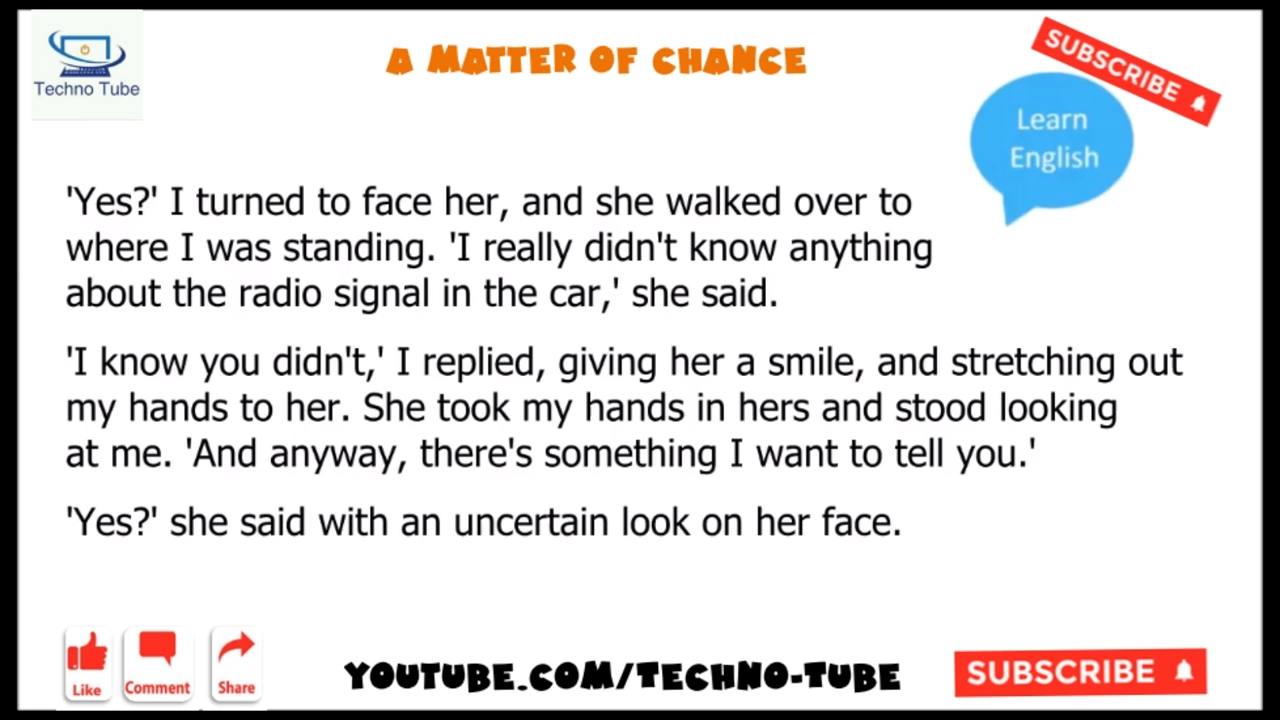 A MATTER OF CHANCE
SUBSCRIBE
Techno Tube
Learn
English
'Yes?' I turned to face her, and she walked over to
where I was standing. 'I really didn't know anything
about the radio signal in the car,' she said.
'I know you didn't,' I replied, giving her a smile, and stretching out
my hands to her. She took my hands in hers and stood looking
at me. 'And anyway, there's something I want to tell you.'
'Yes?' she said with an uncertain look on her face.
Like
Comment
Share
YOUTUBE.COM/TECHNO-TUBE
SUBSCRIBE